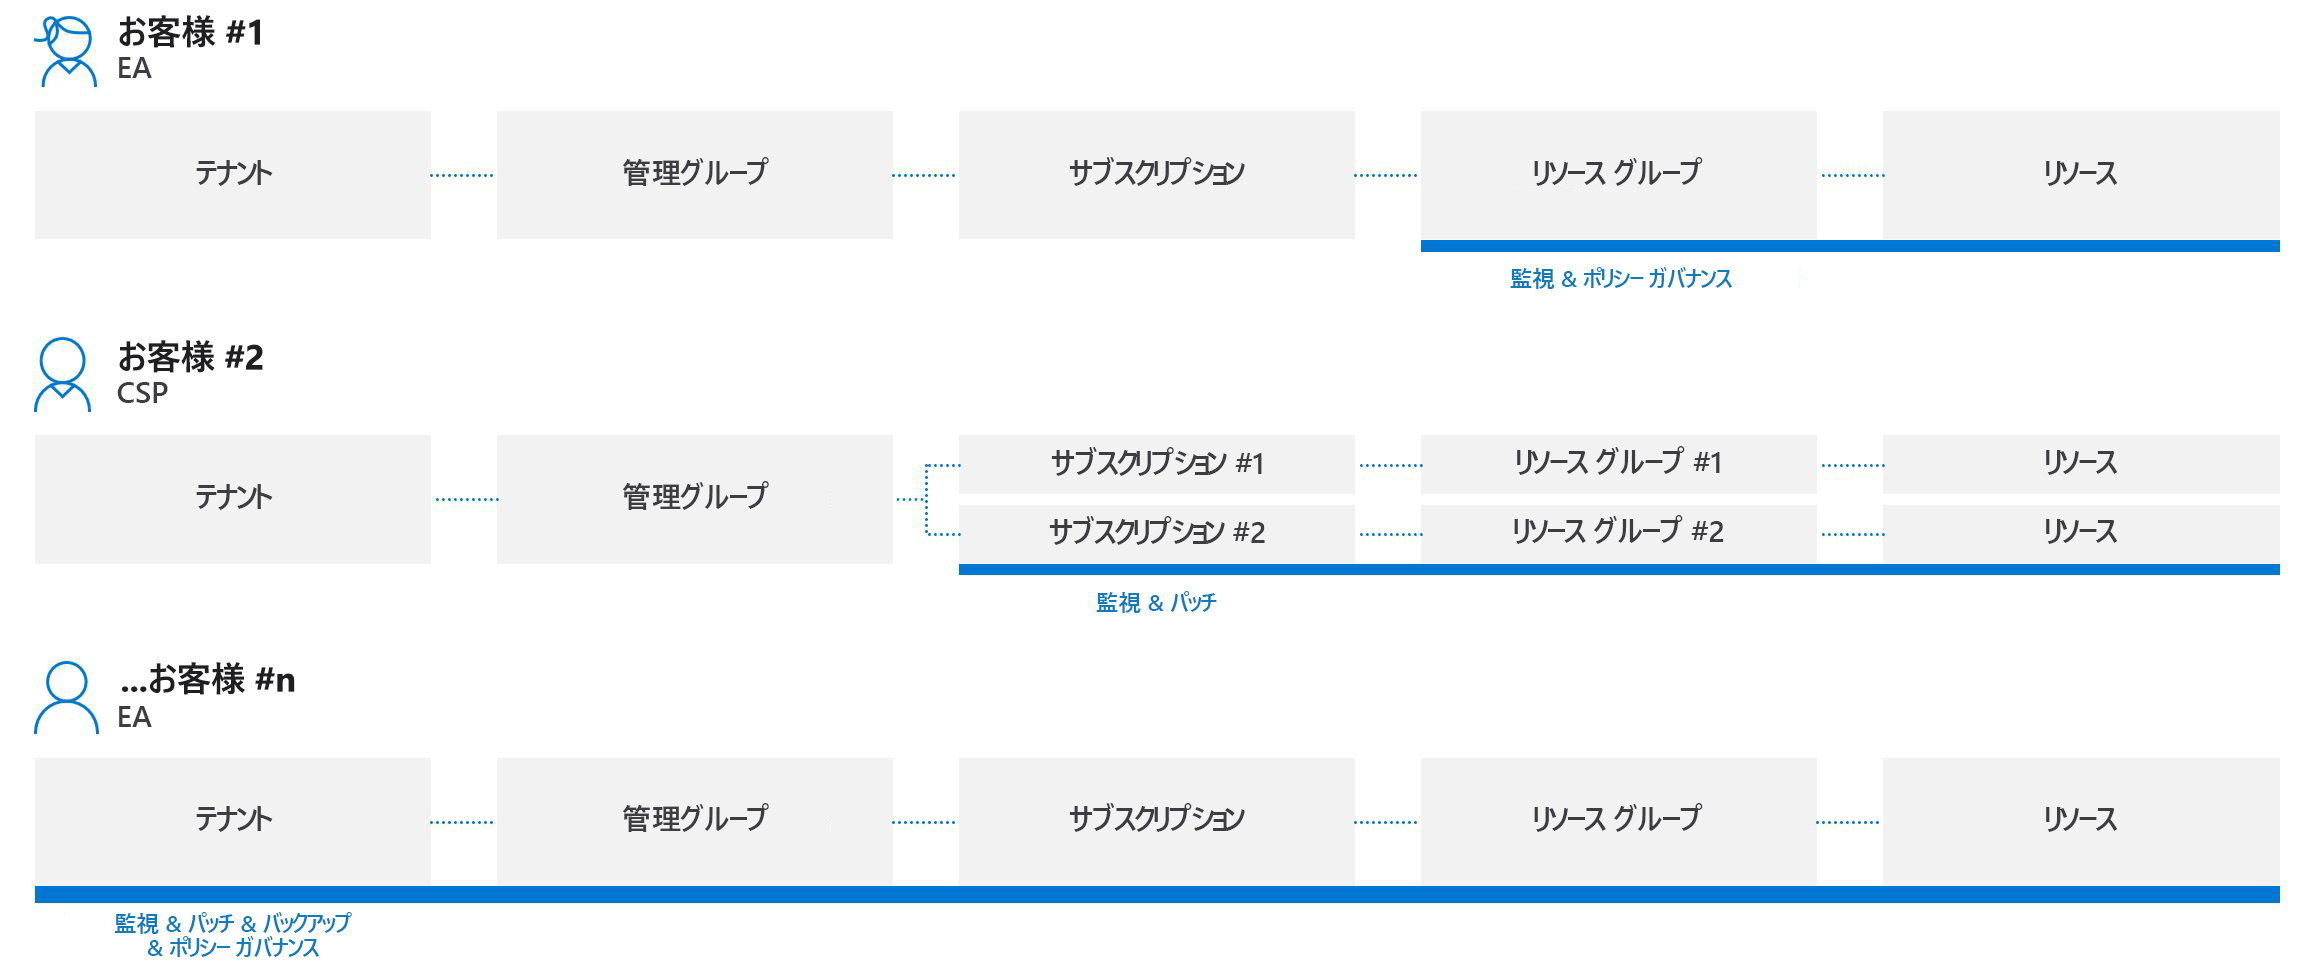 お客様 #1
EA
テナント
管理グループ
サブスクリプション
リソース グループ
リソース
監視 & ポリシー ガバナンス
お客様 #2
CSP
テナント
管理グループ
サブスクリプション #1
リソース グループ #1
リソース
サブスクリプション #2
リソース グループ #2
リソース
監視 & パッチ
...お客様 #n
EA
テナント
管理グループ
サブスクリプション
リソース グループ
リソース
監視 & パッチ & バックアップ
& ポリシー ガバナンス